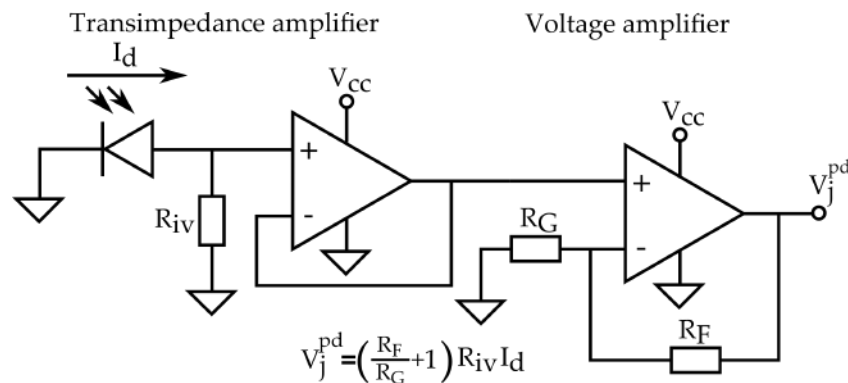 Transimpedance amplifier
Voltage amplifier
I_d
V_cc
V_cc
+
-
R_iv
+
-
R_G
V_j^pd
R_F
V_j^pd=(R_F/R_G+1) R_iv I_d